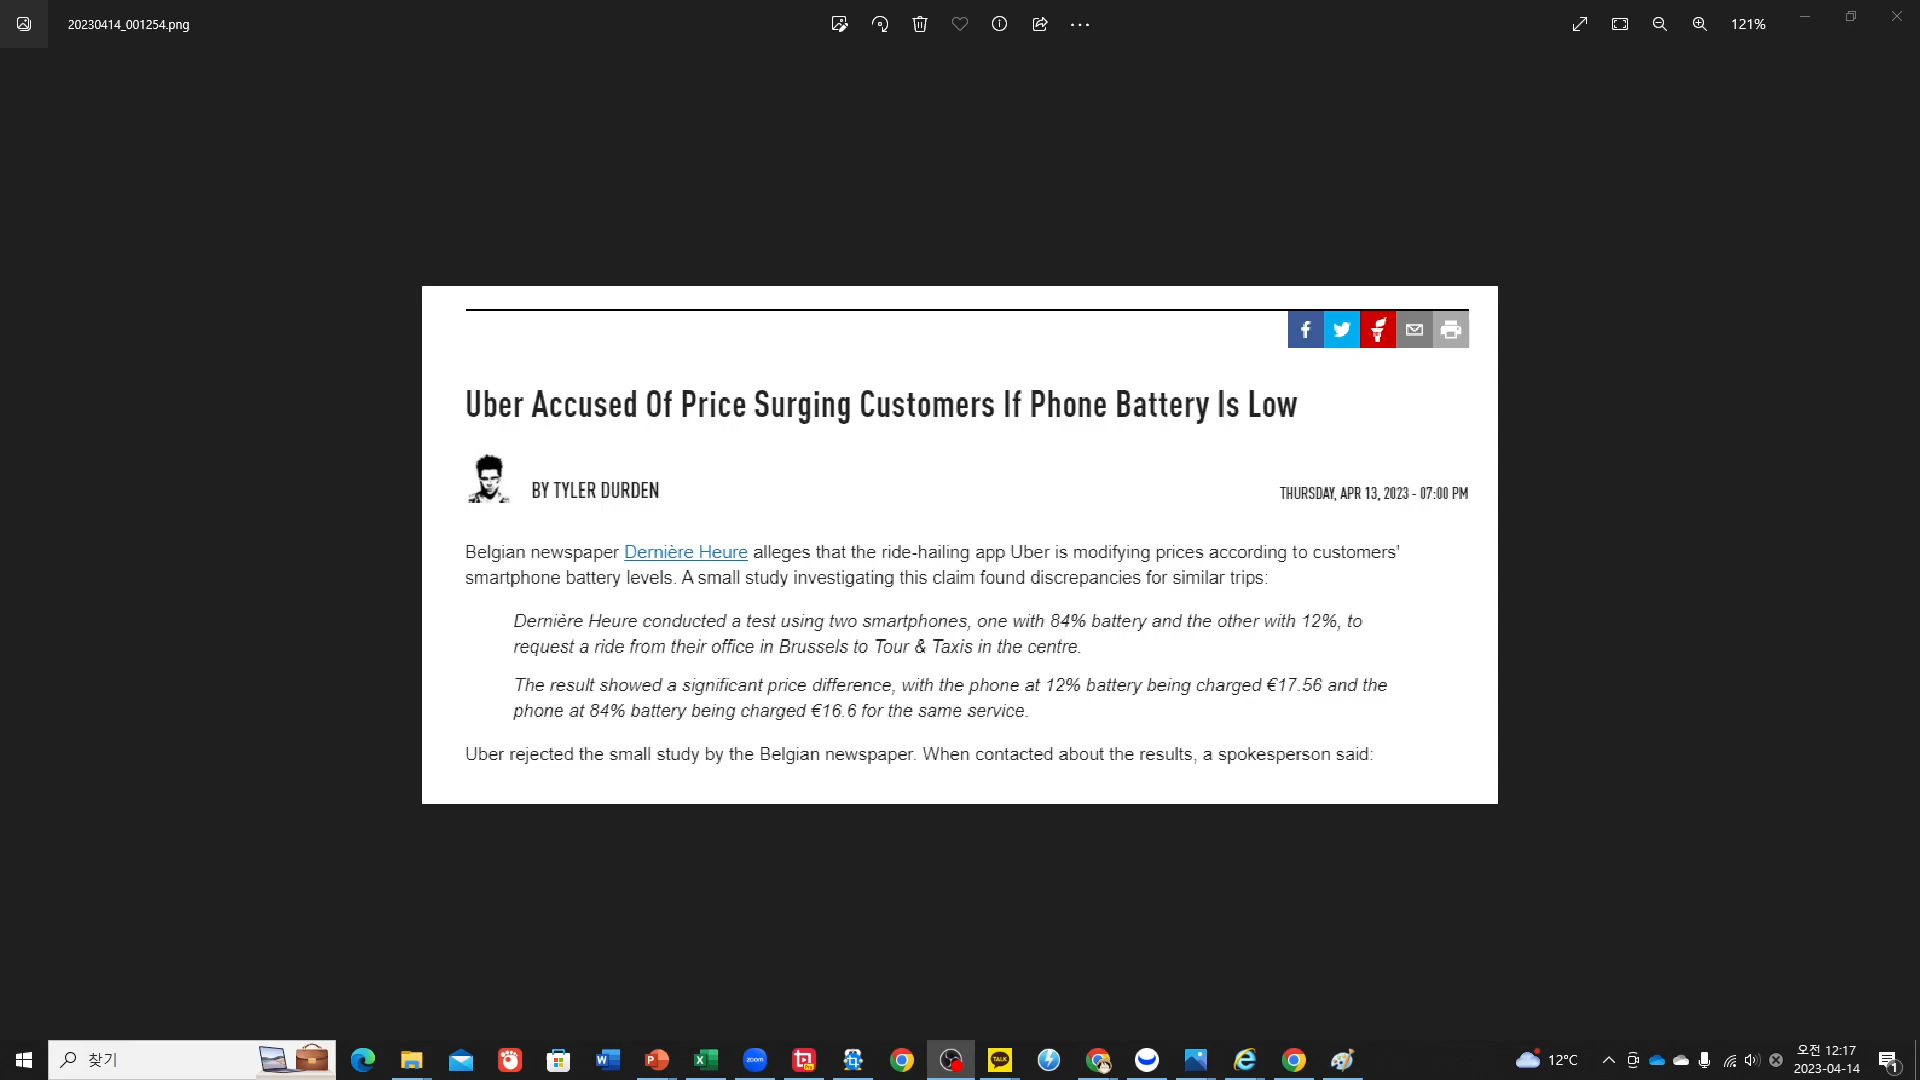 20230414_001254.png
121%
Uber Accused Of Price Surging Customers If Phone Battery Is Low
BY TYLER DURDEN
THURSDAY, APR 13, 2023 - 07:00 PM
Belgian newspaper Dernière Heure alleges that the ride-hailing app Uber is modifying prices according to customers'
smartphone battery levels. A small study investigating this claim found discrepancies for similar trips:
Dernière Heure conducted a test using two smartphones, one with 84% battery and the other with 12%, to
request a ride from their office in Brussels to Tour & Taxis in the centre.
The result showed a significant price difference, with the phone at 12% battery being charged €17.56 and the
phone at 84% battery being charged €16.6 for the same service.
Uber rejected the small study by the Belgian newspaper. When contacted about the results, a spokesperson said:
찾기
zoom
TALK
12°C
오전 12:17
2023-04-14
1